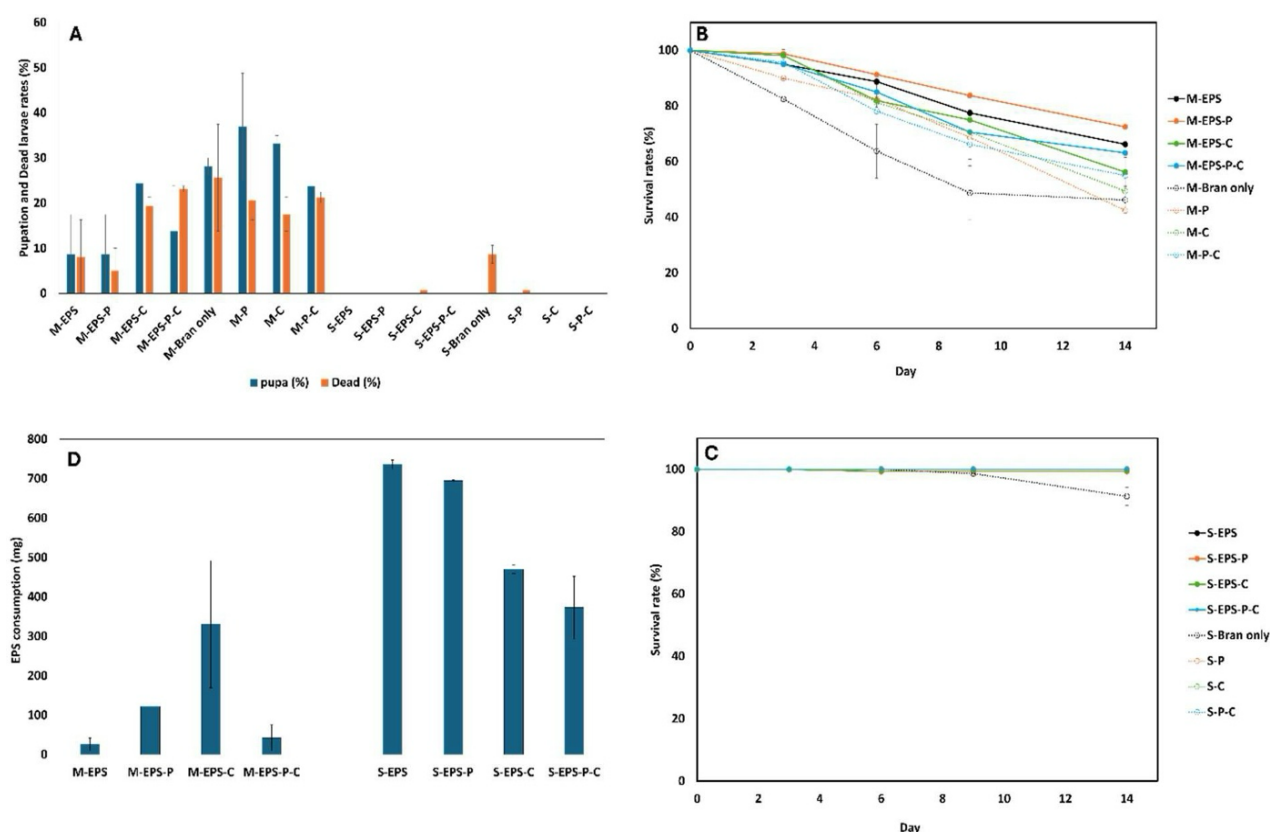 A
Pupation and Dead larvae rates (%)
60
50
40
30
20
10
0
M-EPS
M-EPS-P
M-EPS-C
M-EPS-P-C
M-Bran only
M-P
M-C
M-P-C
S-EPS
S-EPS-P
S-EPS-C
S-EPS-P-C
S-Bran only
S-P
S-C
S-P-C
pupa (%) Dead (%)
B
Survival rates (%)
100
80
60
40
20
0
0 2 4 6 8 10 12 14
Day
M-EPS
M-EPS-P
M-EPS-C
M-EPS-P-C
M-Bran only
M-P
M-C
M-P-C
D
EPS consumption (mg)
800
700
600
500
400
300
200
100
0
M-EPS M-EPS-P M-EPS-C M-EPS-P-C S-EPS S-EPS-P S-EPS-C S-EPS-P-C
C
Survival rate (%)
100
80
60
40
20
0
0 2 4 6 8 10 12 14
Day
S-EPS
S-EPS-P
S-EPS-C
S-EPS-P-C
S-Bran only
S-P
S-C
S-P-C